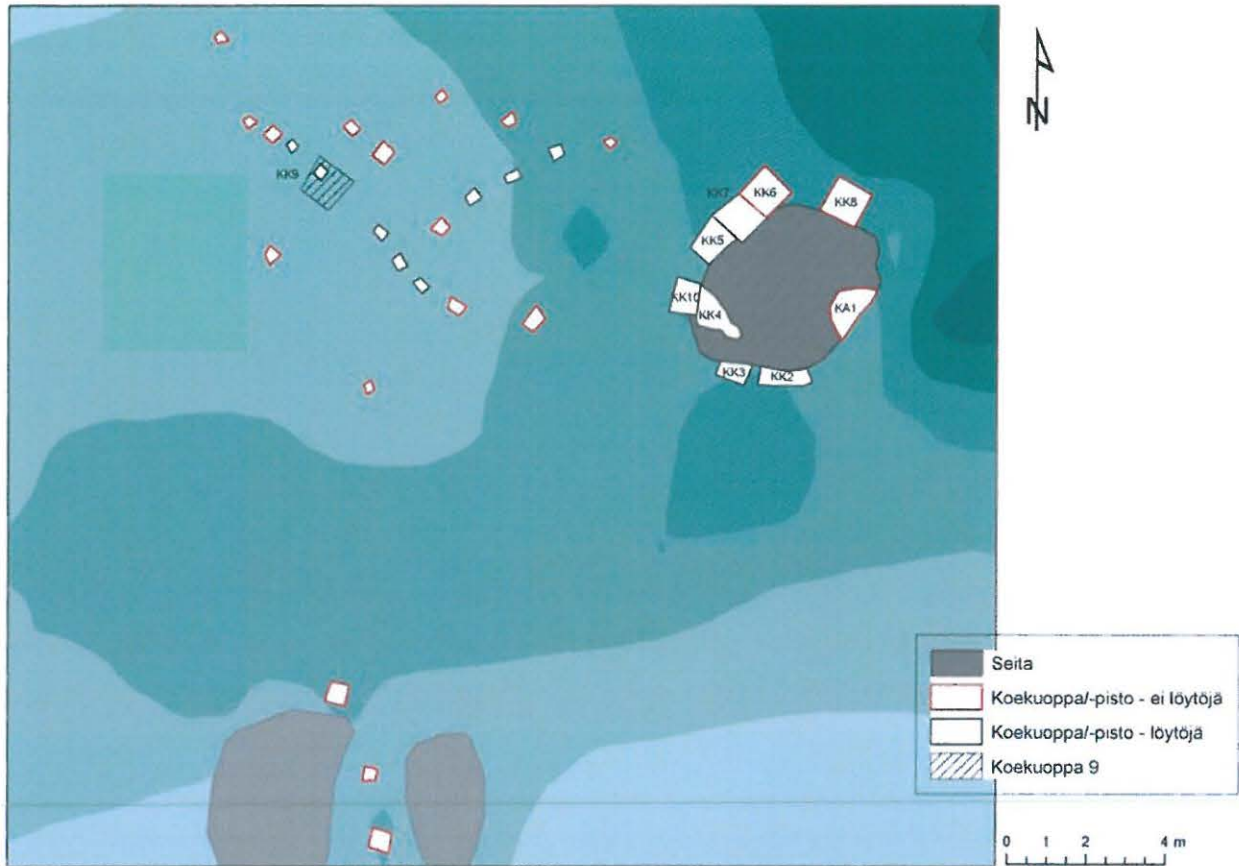 N
KK9
KK7
KK6
KK8
KK5
KK10
KK4
KA1
KK3
KK2
Seita
Koekuoppa/-pisto - ei löytöjä
Koekuoppa/-pisto - löytöjä
Koekuoppa 9
0 1 2 4 m